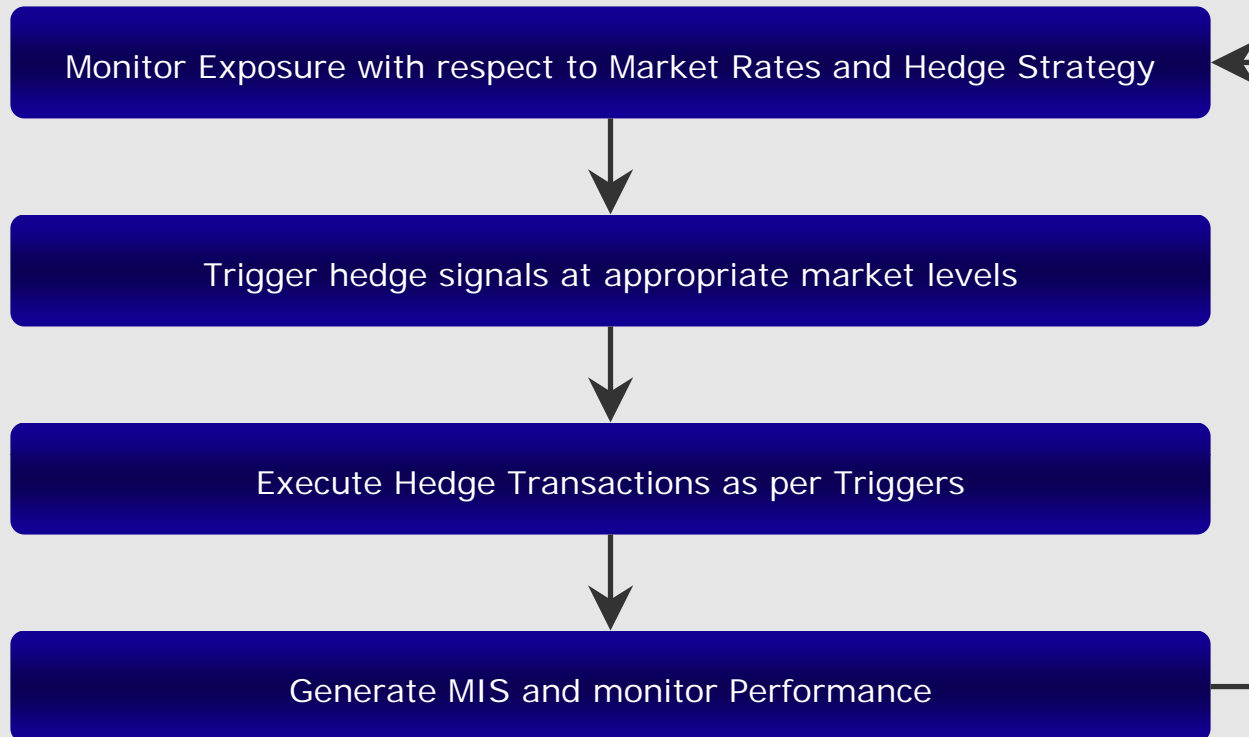 Monitor Exposure with respect to Market Rates and Hedge Strategy
Trigger hedge signals at appropriate market levels
Execute Hedge Transactions as per Triggers
Generate MIS and monitor Performance